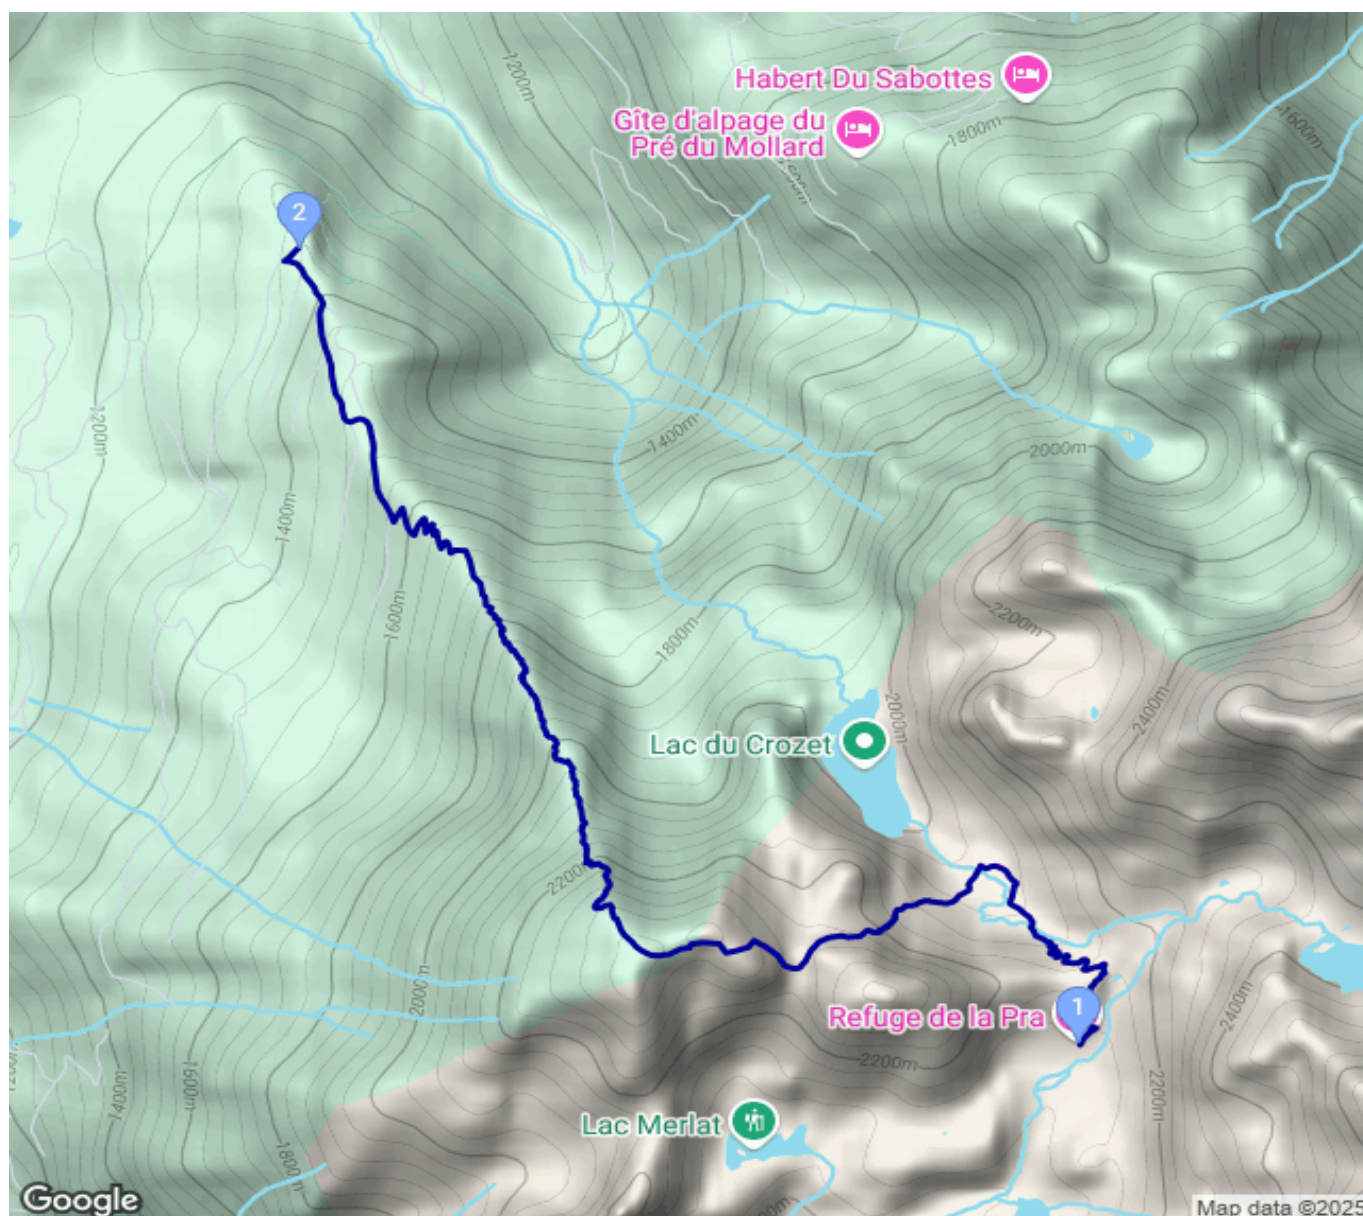 1200m
Habert Du Sabottes
Gîte d'alpage du
Pré du Mollard
1800m
1600m
2
1200m
1400m
2000m
1400m
1600m
2200m
1800m
2400m
2000m
Lac du Crozet
2200m
2000m
2400m
1
Refuge de la Pra
2200m
2200m
1600m
1400m
Lac Merlat
1800m
Google
Map data ©2025